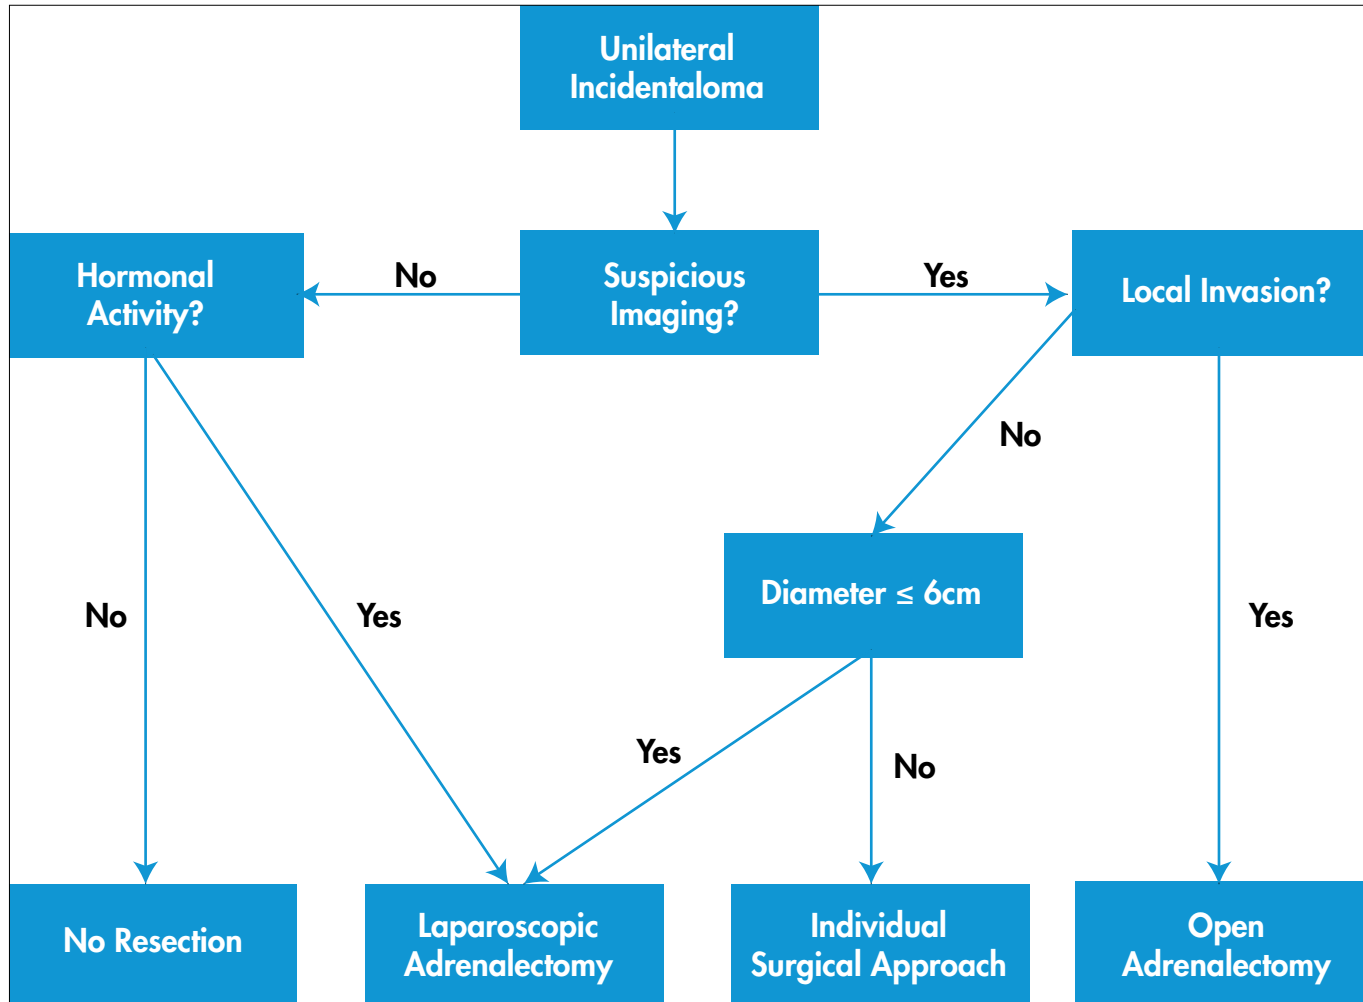 Unilateral
Incidentaloma
Hormonal
Activity?
No
Suspicious
Imaging?
Yes
Local Invasion?
No
Diameter ≤ 6cm
No
Yes
Yes
Yes
No
No Resection
Laparoscopic
Adrenalectomy
Individual
Surgical Approach
Open
Adrenalectomy